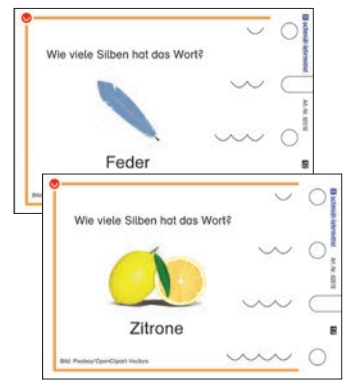 Wie viele Silben hat das Wort?
Feder
Wie viele Silben hat das Wort?
Zitrone
Bild: Pixabay/OpenClipart-Vectors